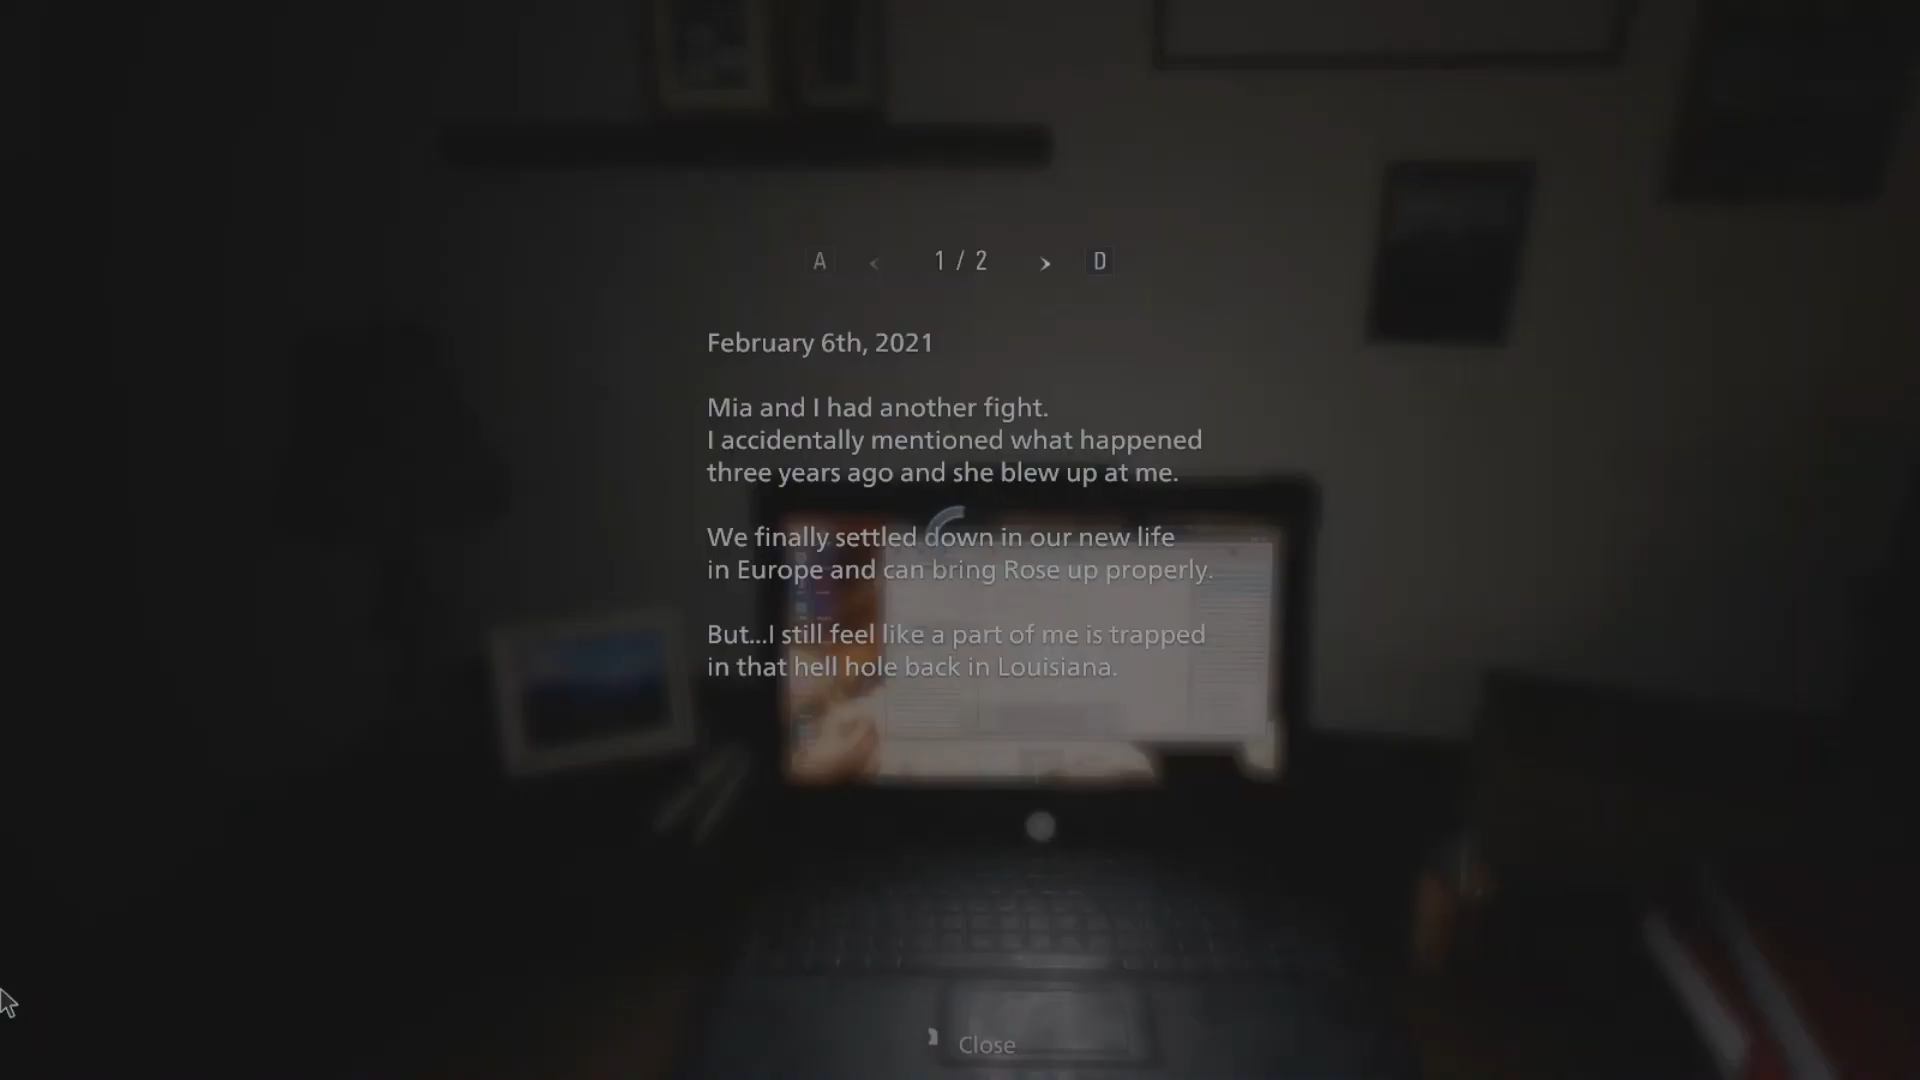 A < 1 / 2 > D
February 6th, 2021
Mia and I had another fight.
I accidentally mentioned what happened
three years ago and she blew up at me.
We finally settled down in our new life
in Europe and can bring Rose up properly.
But...I still feel like a part of me is trapped
in that hell hole back in Louisiana.
Close